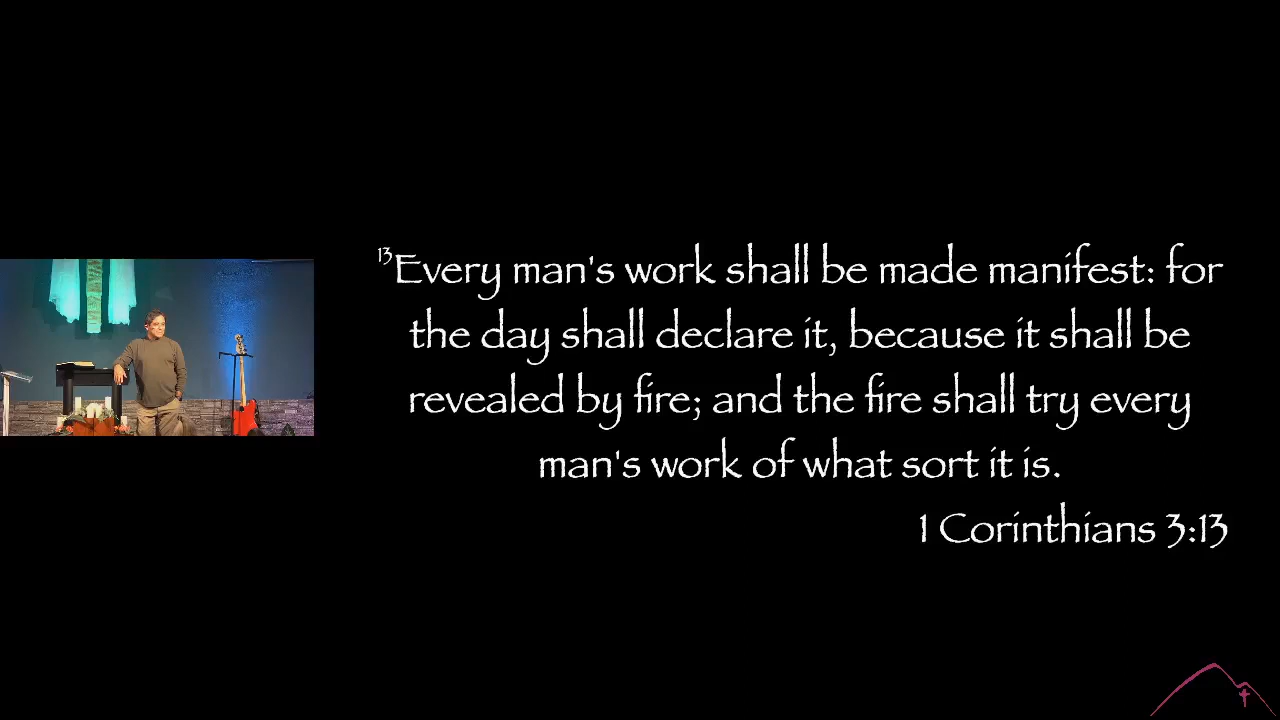 13Every man's work shall be made manifest: for
the day shall declare it, because it shall be
revealed by fire; and the fire shall try every
man's work of what sort it is.
1 Corinthians 3:13